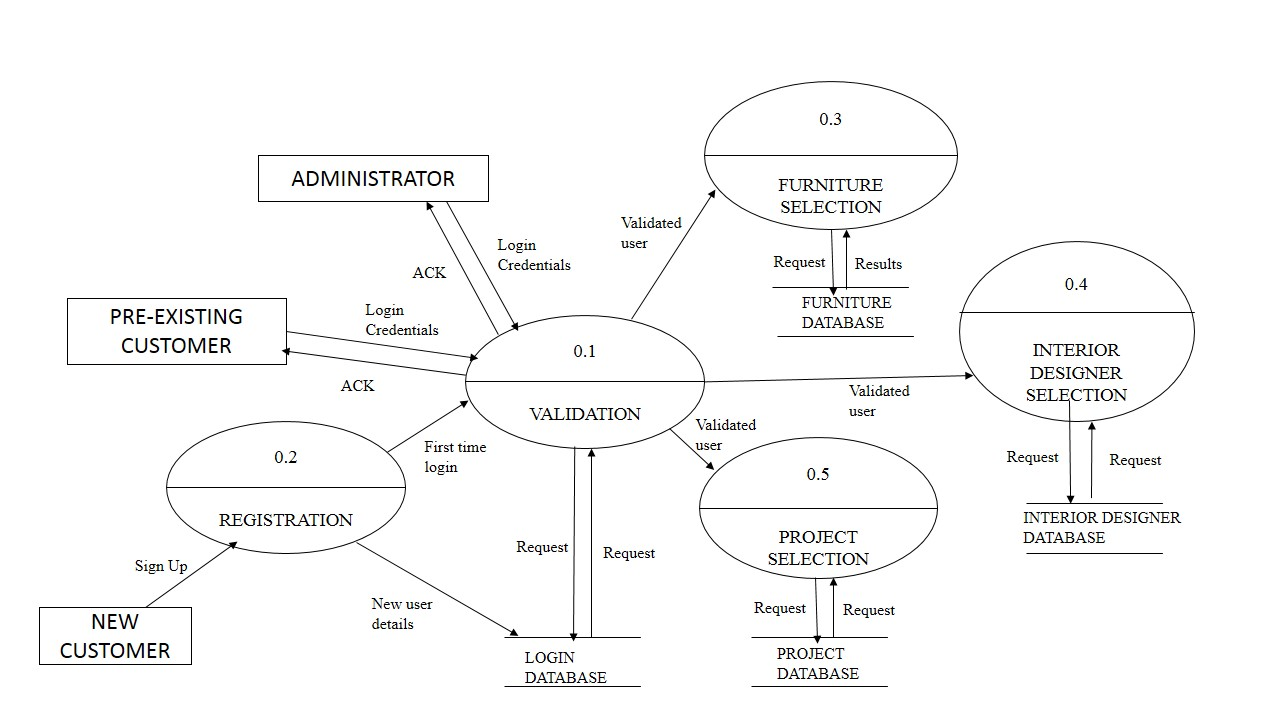 0.3
FURNITURE
SELECTION
ADMINISTRATOR
Validated
user
Login
Credentials
ACK
Request
Results
FURNITURE
DATABASE
0.4
INTERIOR
DESIGNER
SELECTION
PRE-EXISTING
CUSTOMER
Login
Credentials
ACK
0.1
VALIDATION
Validated
user
Validated
user
First time
login
0.2
REGISTRATION
0.5
PROJECT
SELECTION
Request
Request
INTERIOR DESIGNER
DATABASE
Sign Up
Request
Request
New user
details
Request
Request
NEW
CUSTOMER
LOGIN
DATABASE
PROJECT
DATABASE